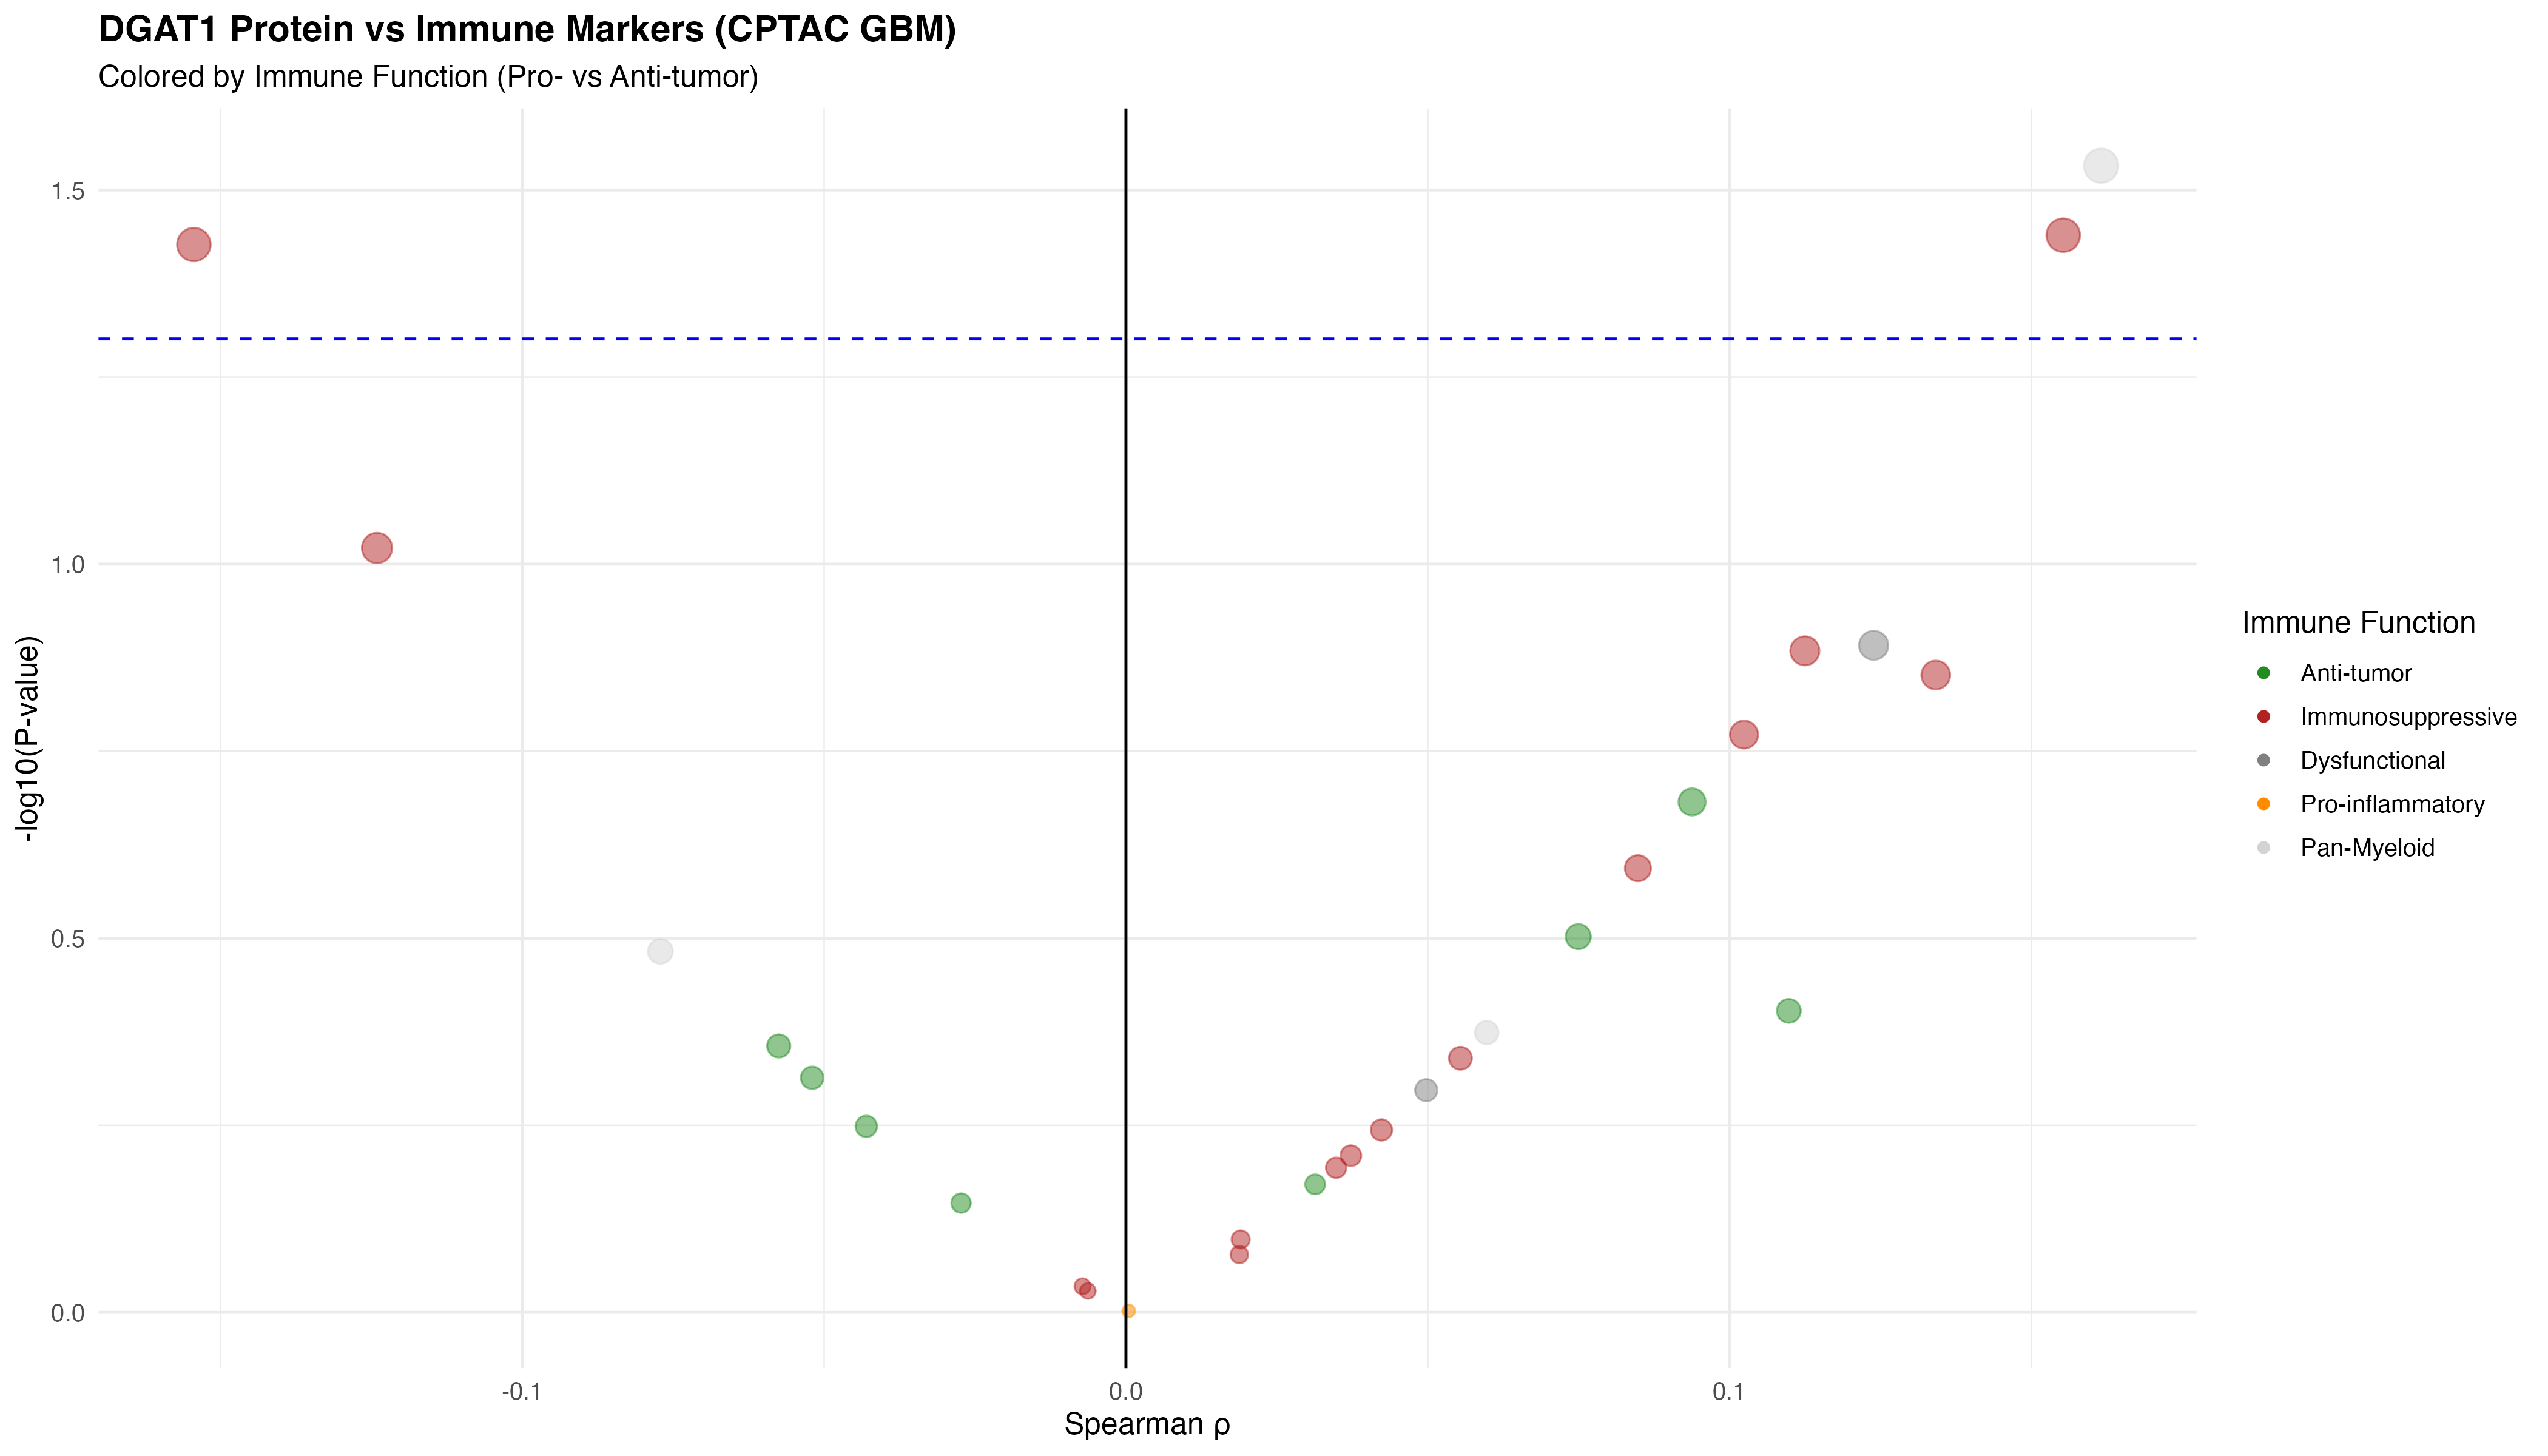 DGAT1 Protein vs Immune Markers (CPTAC GBM)
Colored by Immune Function (Pro- vs Anti-tumor)
-log10(P-value)
1.5
1.0
0.5
0.0
-0.1
0.0
0.1
Spearman ρ
Immune Function
Anti-tumor
Immunosuppressive
Dysfunctional
Pro-inflammatory
Pan-Myeloid